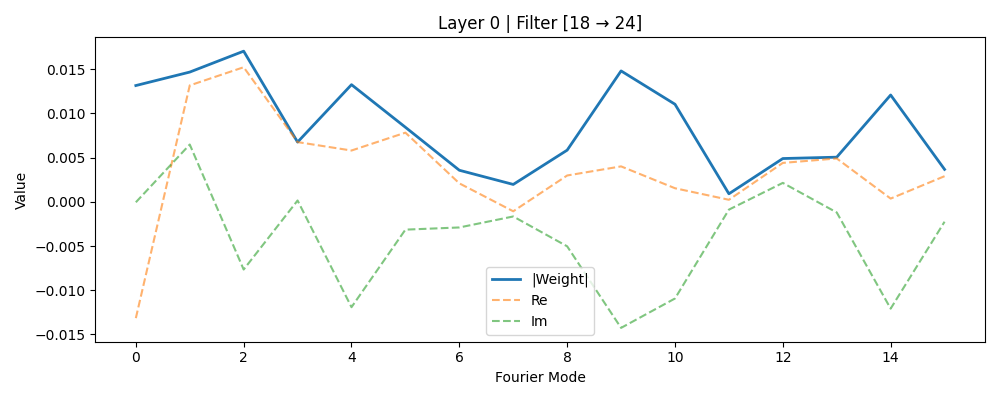 Layer 0 | Filter [18 → 24]
Value
0.015
0.010
0.005
0.000
−0.005
−0.010
−0.015
|Weight|
Re
Im
0 2 4 6 8 10 12 14
Fourier Mode